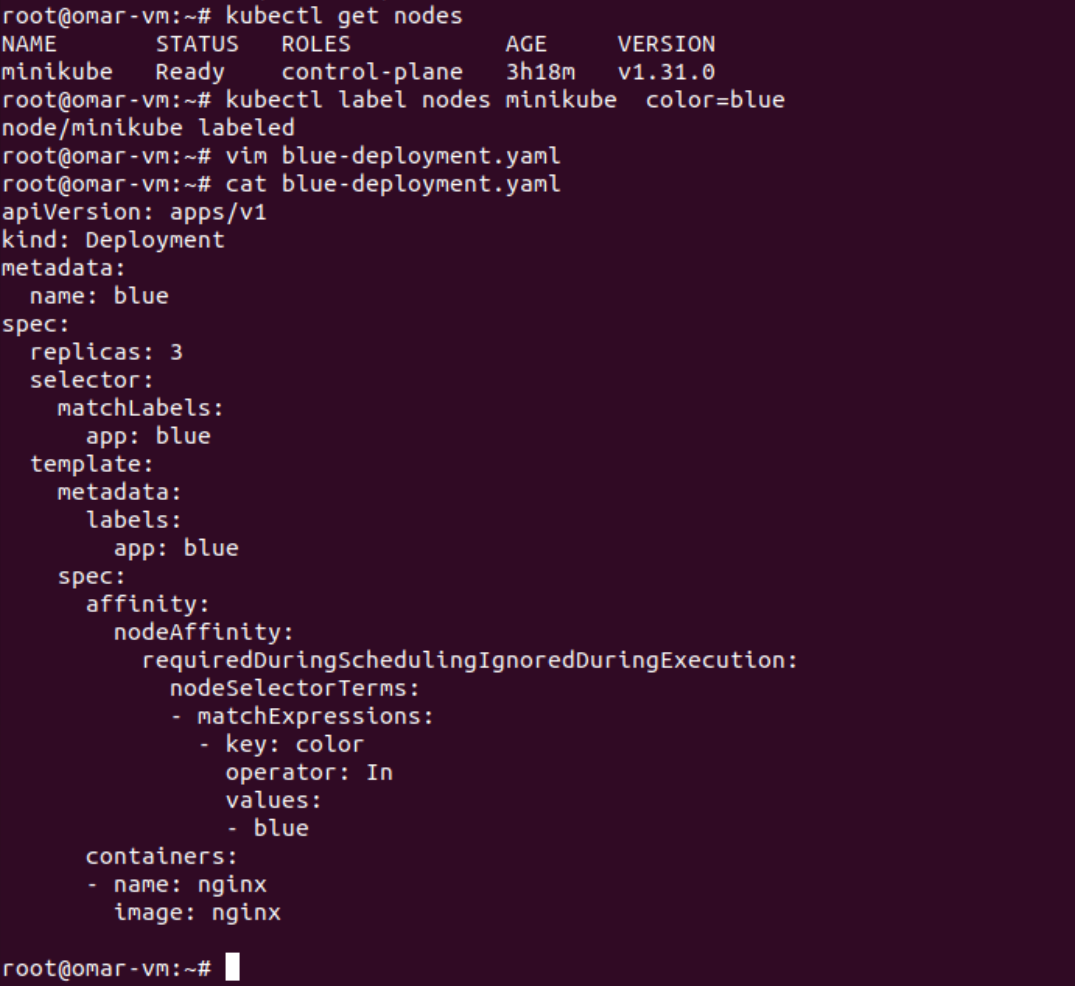 root@omar-vm:~# kubectl get nodes
NAME       STATUS   ROLES           AGE     VERSION
minikube   Ready    control-plane   3h18m   v1.31.0
root@omar-vm:~# kubectl label nodes minikube  color=blue
node/minikube labeled
root@omar-vm:~# vim blue-deployment.yaml
root@omar-vm:~# cat blue-deployment.yaml
apiVersion: apps/v1
kind: Deployment
metadata:
  name: blue
spec:
  replicas: 3
  selector:
    matchLabels:
      app: blue
  template:
    metadata:
      labels:
        app: blue
    spec:
      affinity:
        nodeAffinity:
          requiredDuringSchedulingIgnoredDuringExecution:
            nodeSelectorTerms:
            - matchExpressions:
              - key: color
                operator: In
                values:
                - blue
      containers:
      - name: nginx
        image: nginx

root@omar-vm:~#